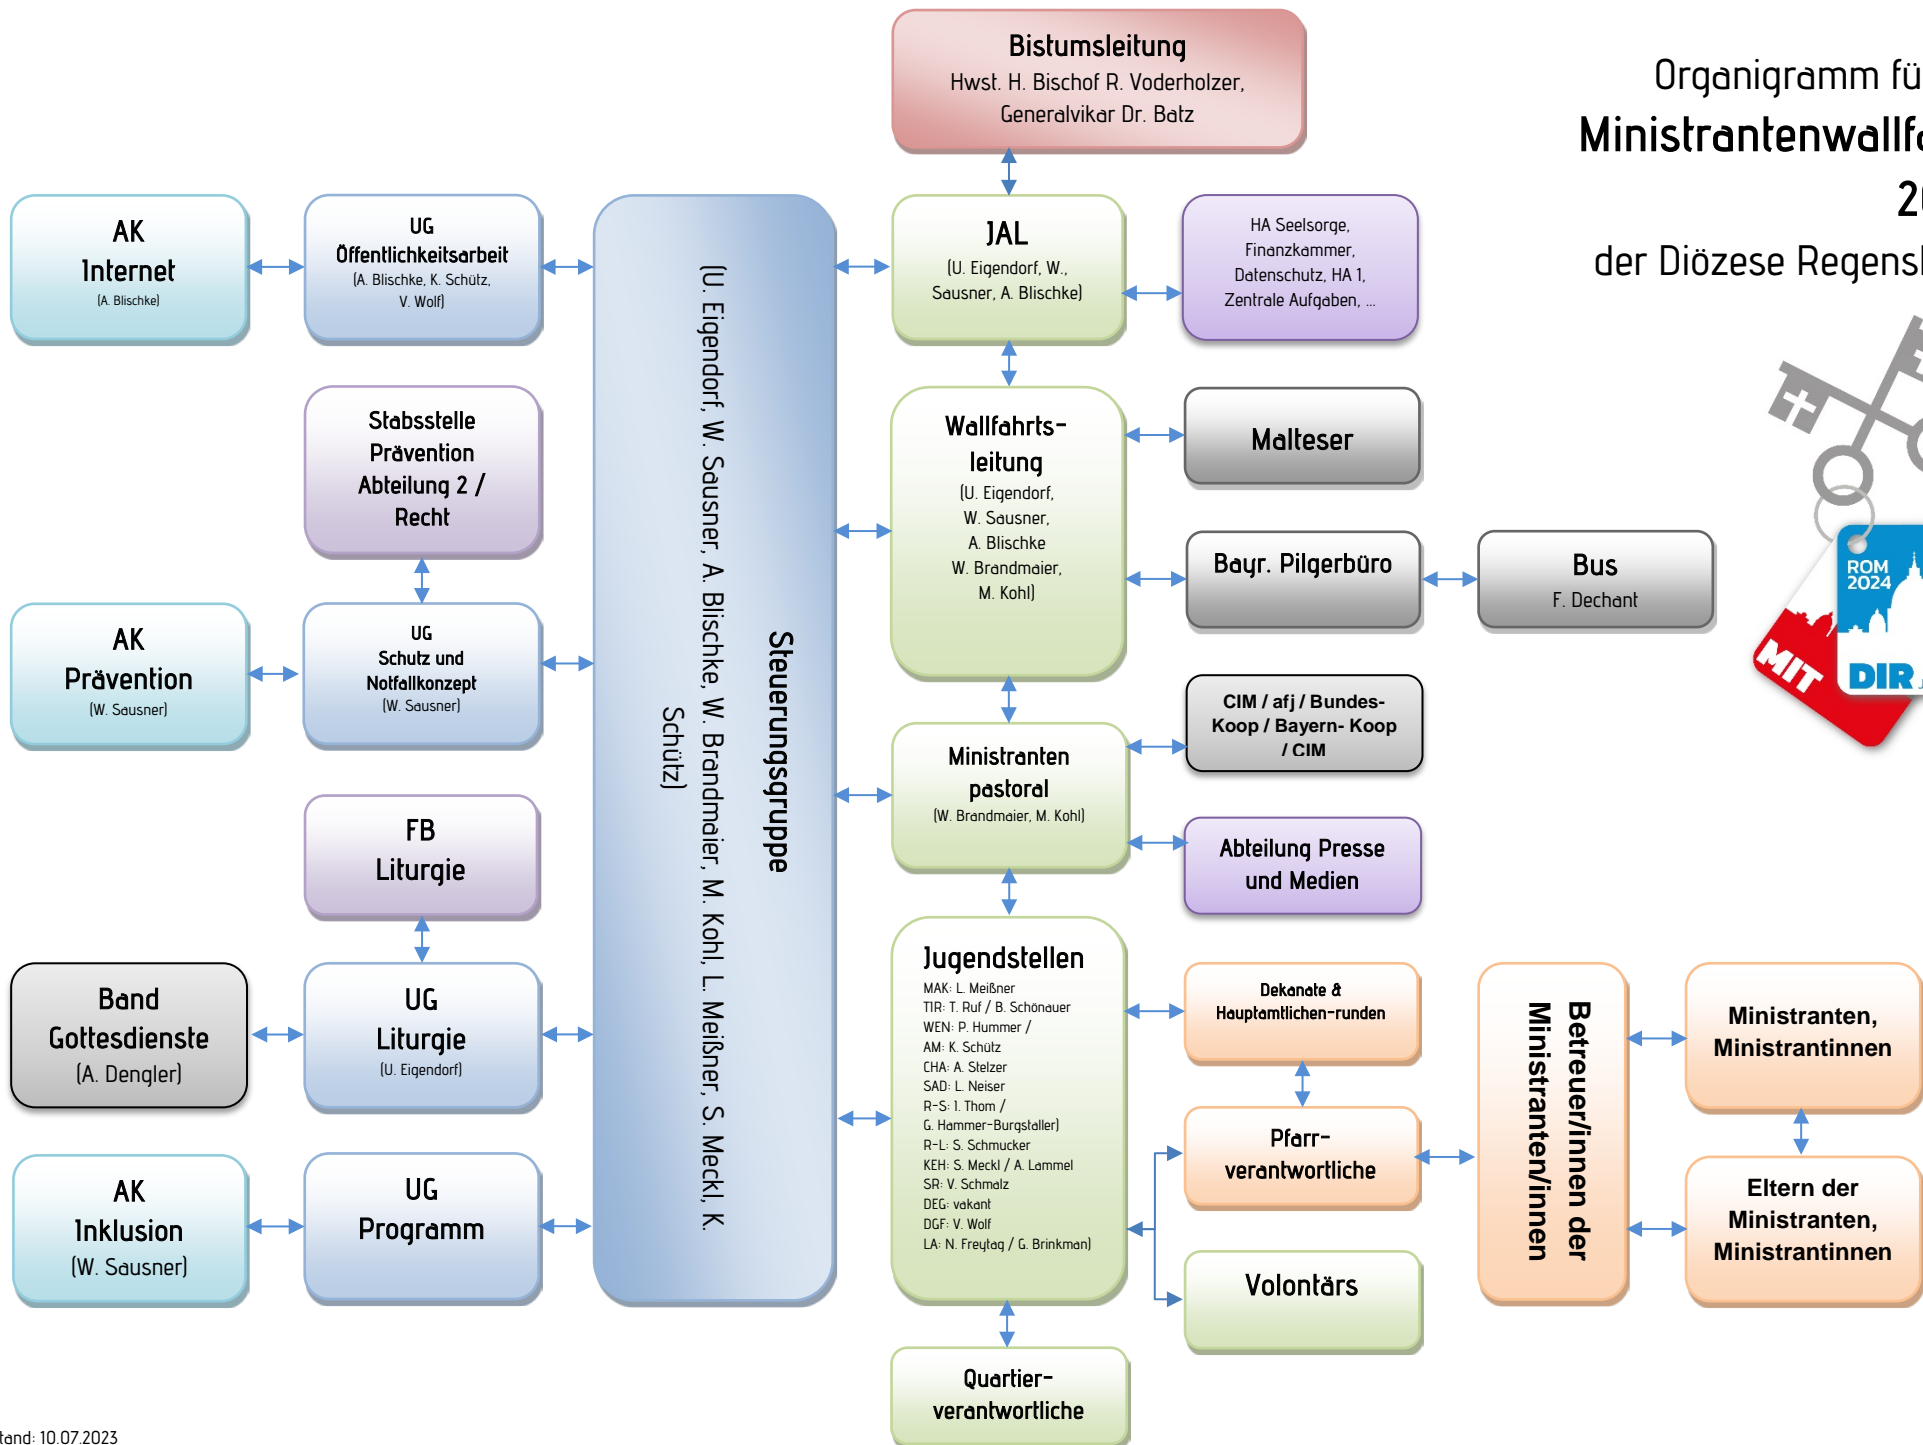 Bistumsleitung
Hwst. H. Bischof R. Voderholzer,
Generalvikar Dr. Batz
Organigramm fü
Ministrantenwallfa
20
der Diözese Regensb
AK
Internet
(A. Blischke)
UG
Öffentlichkeitsarbeit
(A. Blischke, K. Schütz,
V. Wolf)
JAL
(U. Eigendorf, W.,
Sausner, A. Blischke)
HA Seelsorge,
Finanzkammer,
Datenschutz, HA 1,
Zentrale Aufgaben, ...
Stabsstelle
Prävention
Abteilung 2 /
Recht
AK
Prävention
(W. Sausner)
UG
Schutz und
Notfallkonzept
(W. Sausner)
FB
Liturgie
Band
Gottesdienste
(A. Dengler)
UG
Liturgie
(U. Eigendorf)
AK
Inklusion
(W. Sausner)
UG
Programm
Steuerungsgruppe
(U. Eigendorf, W. Sausner, A. Blischke, W. Brandmaier, M. Kohl, L. Meißner, S. Meckl, K.
Schütz)
Wallfahrts-
leitung
(U. Eigendorf,
W. Sausner,
A. Blischke
W. Brandmaier,
M. Kohl)
Malteser
Bayr. Pilgerbüro
Bus
F. Dechant
ROM
2024
MIT
DIR
Ministranten
pastoral
(W. Brandmaier, M. Kohl)
CIM / afj / Bundes-
Koop / Bayern- Koop
/ CIM
Abteilung Presse
und Medien
Jugendstellen
MAK: L. Meißner
TIR: T. Ruf / B. Schönauer
WEN: P. Hummer /
AM: K. Schütz
CHA: A. Stelzer
SAD: L. Neiser
R-S: I. Thom /
G. Hammer-Burgstaller)
R-L: S. Schmucker
KEH: S. Meckl / A. Lammel
SR: V. Schmalz
DEG: vakant
DGF: V. Wolf
LA: N. Freytag / G. Brinkman)
Dekanate &
Hauptamtlichen-runden
Pfarr-
verantwortliche
Volontärs
Betreuer/innen der
Ministranten/innen
Ministranten,
Ministrantinnen
Eltern der
Ministranten,
Ministrantinnen
Quartier-
verantwortliche
tand: 10.07.2023